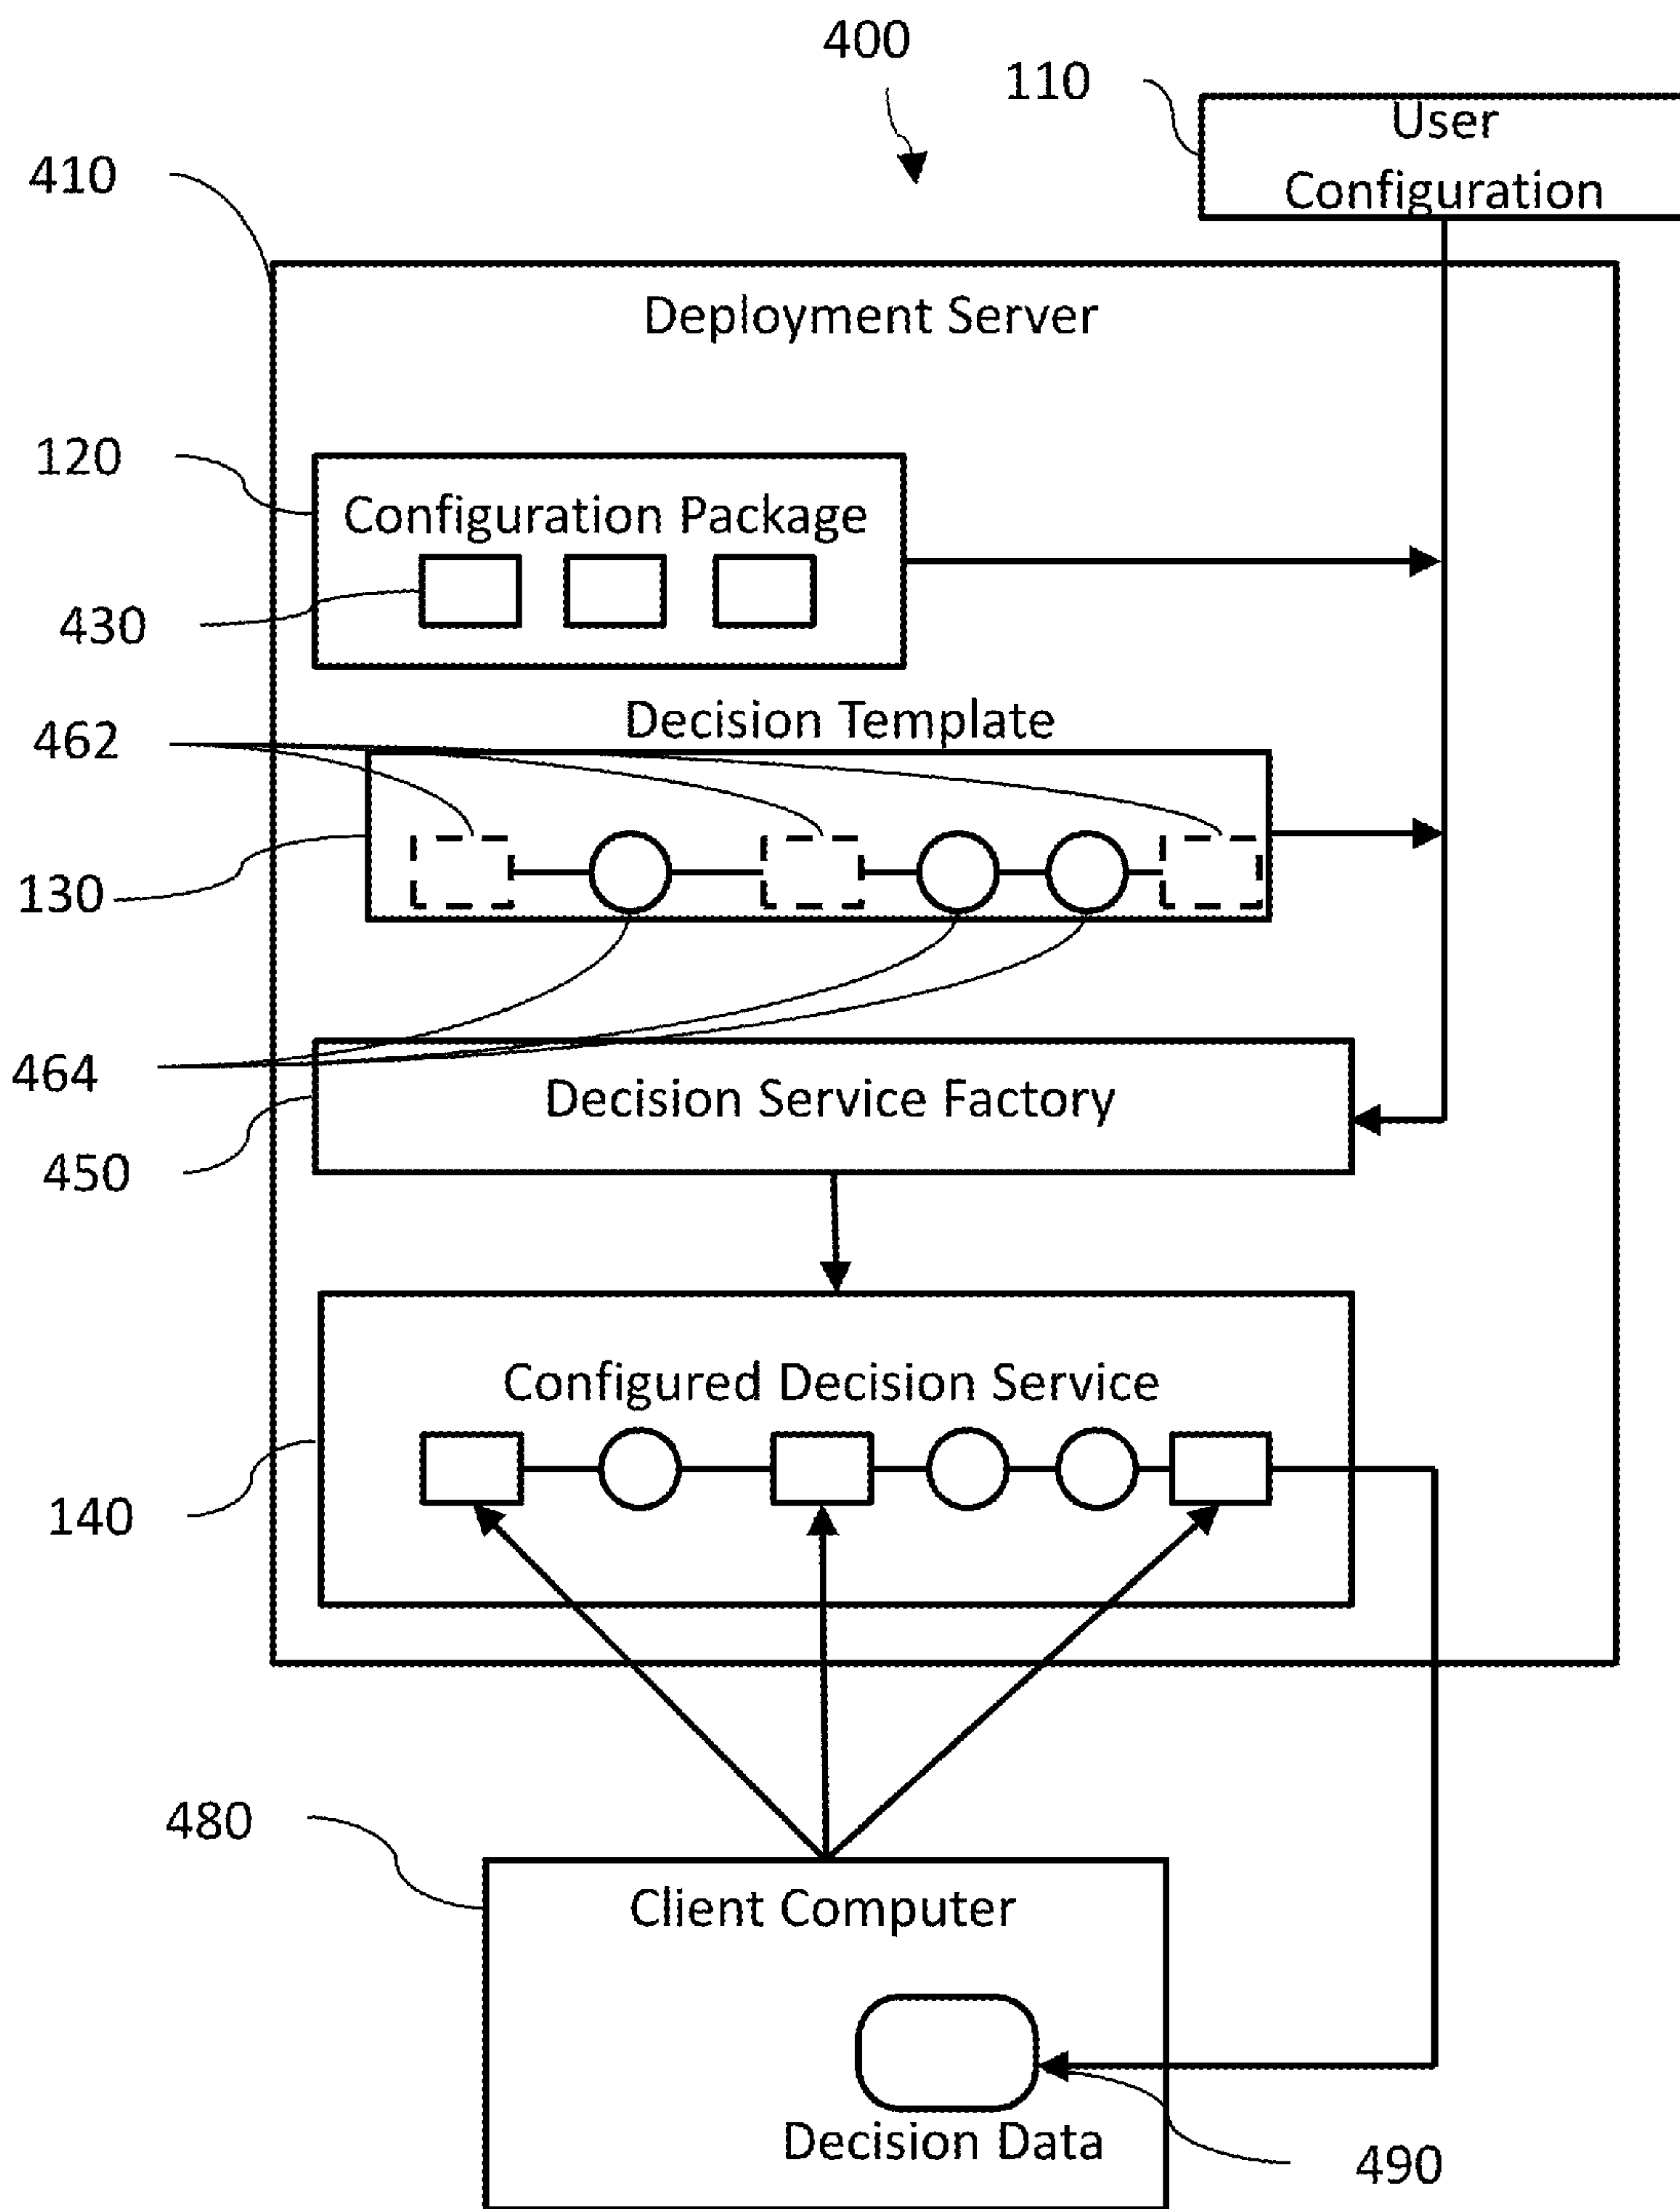 400
110
User
Configuration
410
Deployment Server
120
Configuration Package
430
Decision Template
462
130
464
Decision Service Factory
450
Configured Decision Service
140
480
Client Computer
Decision Data
490